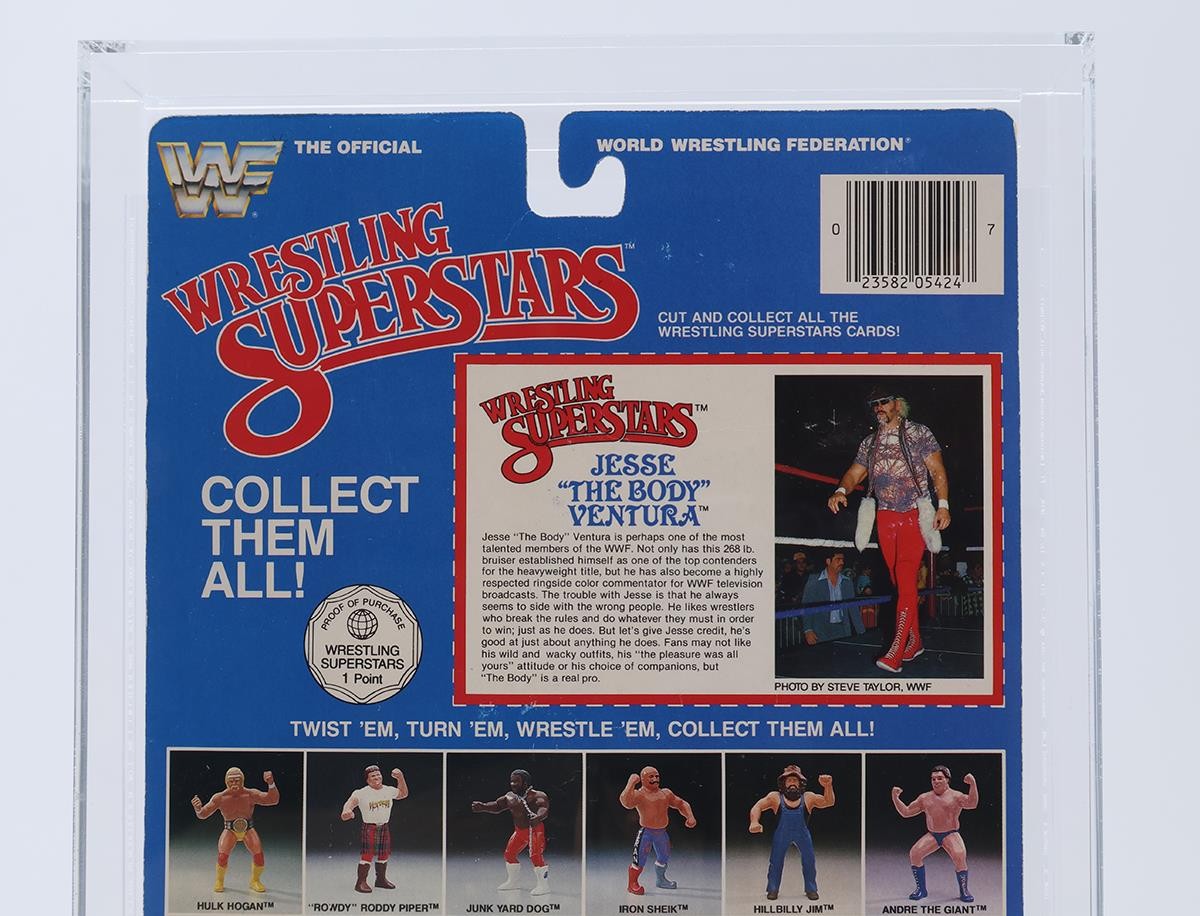 WF
THE OFFICIAL
WORLD WRESTLING FEDERATION®
WRESTLING
SUPERSTARS™
0 23582 05424 7
CUT AND COLLECT ALL THE
WRESTLING SUPERSTARS CARDS!
COLLECT
THEM
ALL!
PROOF OF PURCHASE
WRESTLING
SUPERSTARS
1 Point
WRESTLING
SUPERSTARS™
JESSE
“THE BODY”
VENTURA™
Jesse "The Body" Ventura is perhaps one of the most
talented members of the WWF. Not only has this 268 lb.
bruiser established himself as one of the top contenders
for the heavyweight title, but he has also become a highly
respected ringside color commentator for WWF television
broadcasts. The trouble with Jesse is that he always
seems to side with the wrong people. He likes wrestlers
who break the rules and do whatever they must in order
to win; just as he does. But let's give Jesse credit, he's
good at just about anything he does. Fans may not like
his wild and wacky outfits, his "the pleasure was all
yours" attitude or his choice of companions, but
"The Body" is a real pro.
PHOTO BY STEVE TAYLOR, WWF
TWIST 'EM, TURN 'EM, WRESTLE 'EM, COLLECT THEM ALL!
HULK HOGAN™
"ROWDY" RODDY PIPER™
JUNK YARD DOG™
IRON SHEIK™
HILLBILLY JIM™
ANDRE THE GIANT™